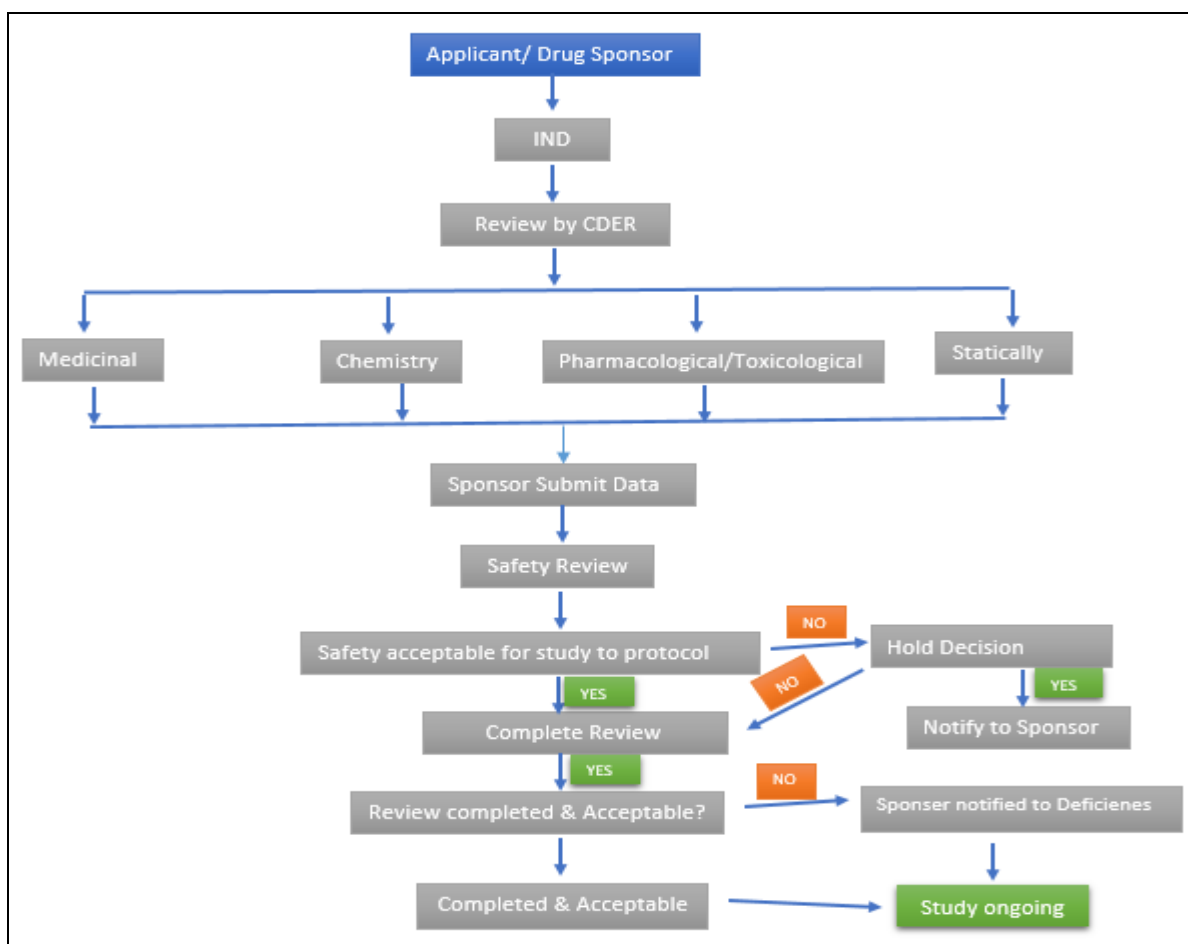 Applicant/ Drug Sponsor
IND
Review by CDER
Medicinal
Chemistry
Pharmacological/Toxicological
Statically
Sponsor Submit Data
Safety Review
Safety acceptable for study to protocol
NO
Hold Decision
YES
NO
YES
Complete Review
Notify to Sponsor
YES
NO
Review completed & Acceptable?
Sponser notified to Deficienes
Completed & Acceptable
Study ongoing